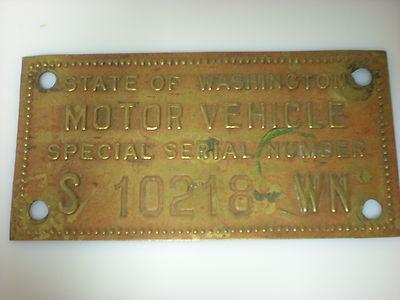 STATE OF WASHINGTON
MOTOR VEHICLE
SPECIAL SERIAL NUMBER
S 10218 WN